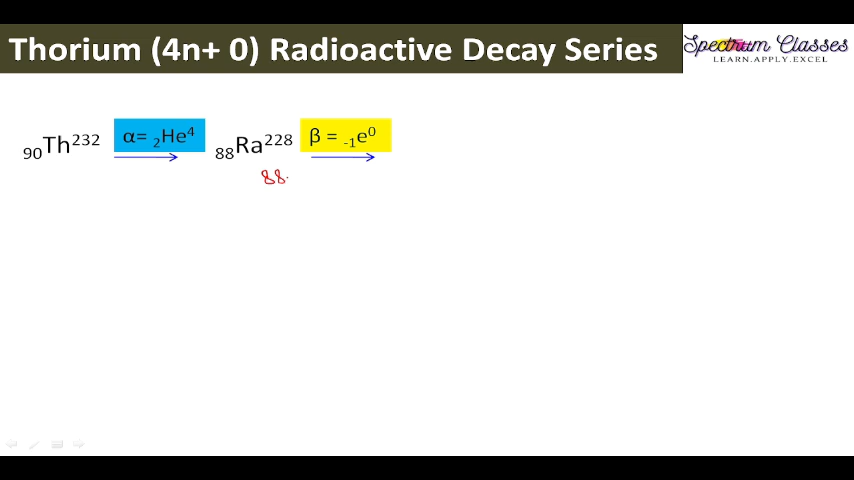 Thorium (4n+ 0) Radioactive Decay Series
Spectrum Classes
LEARN.APPLY.EXCEL
₉₀Th²³² α= ₂He⁴ ₈₈Ra²²⁸ β = ₋₁e⁰
88.